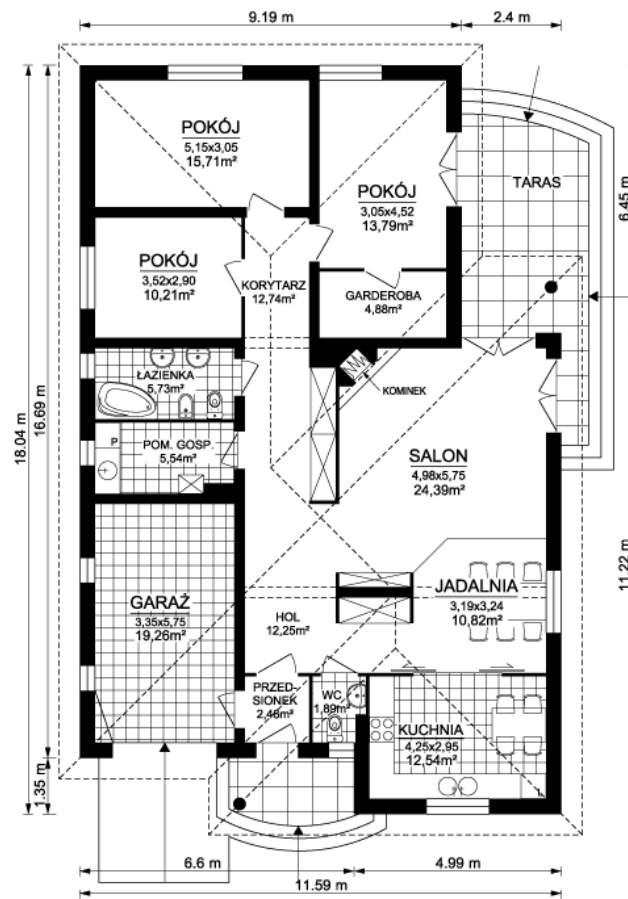 9.19 m
2.4 m
POKÓJ
5,15x3,05
15,71m²
POKÓJ
3,05x4,52
13,79m²
TARAS
6.45 m
POKÓJ
3,52x2,90
10,21m²
KORYTARZ
12,74m²
GARDEROBA
4,88m²
ŁAZIENKA
5,73m²
KOMINEK
18.04 m
16.69 m
P
POM. GOSP.
5,54m²
SALON
4,98x5,75
24,39m²
11.22 m
GARAŻ
3,35x5,75
19,26m²
HOL
12,25m²
JADALNIA
3,19x3,24
10,82m²
PRZED-
SIONEK
2,46m²
WC
1,89m²
KUCHNIA
4,25x2,95
12,54m²
L
1.35 m
6.6 m
4.99 m
11.59 m